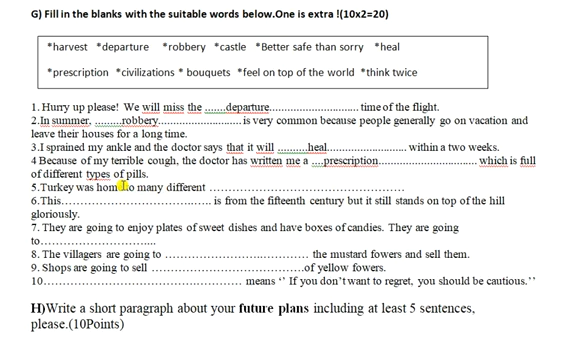 G) Fill in the blanks with the suitable words below.One is extra !(10x2=20)
*harvest *departure *robbery *castle *Better safe than sorry *heal
*prescription *civilizations * bouquets *feel on top of the world *think twice
1. Hurry up please! We will miss the .......departure.............................. time of the flight.
2.In summer, .........robbery............................is very common because people generally go on vacation and
leave their houses for a long time.
3.I sprained my ankle and the doctor says that it will ..........heal........................... within a two weeks.
4 Because of my terrible cough, the doctor has written me a ....prescription................................. which is full
of different types of pills.
5.Turkey was hom to many different ………………………………………………
6.This…………………………………….. is from the fifteenth century but it still stands on top of the hill
gloriously.
7. They are going to enjoy plates of sweet dishes and have boxes of candies. They are going
to………………………...
8. The villagers are going to …………………………………… the mustard fowers and sell them.
9. Shops are going to sell ……………………………………of yellow fowers.
10…………………………………………… means ‘‘ If you don’t want to regret, you should be cautious.’’
H)Write a short paragraph about your future plans including at least 5 sentences,
please.(10Points)